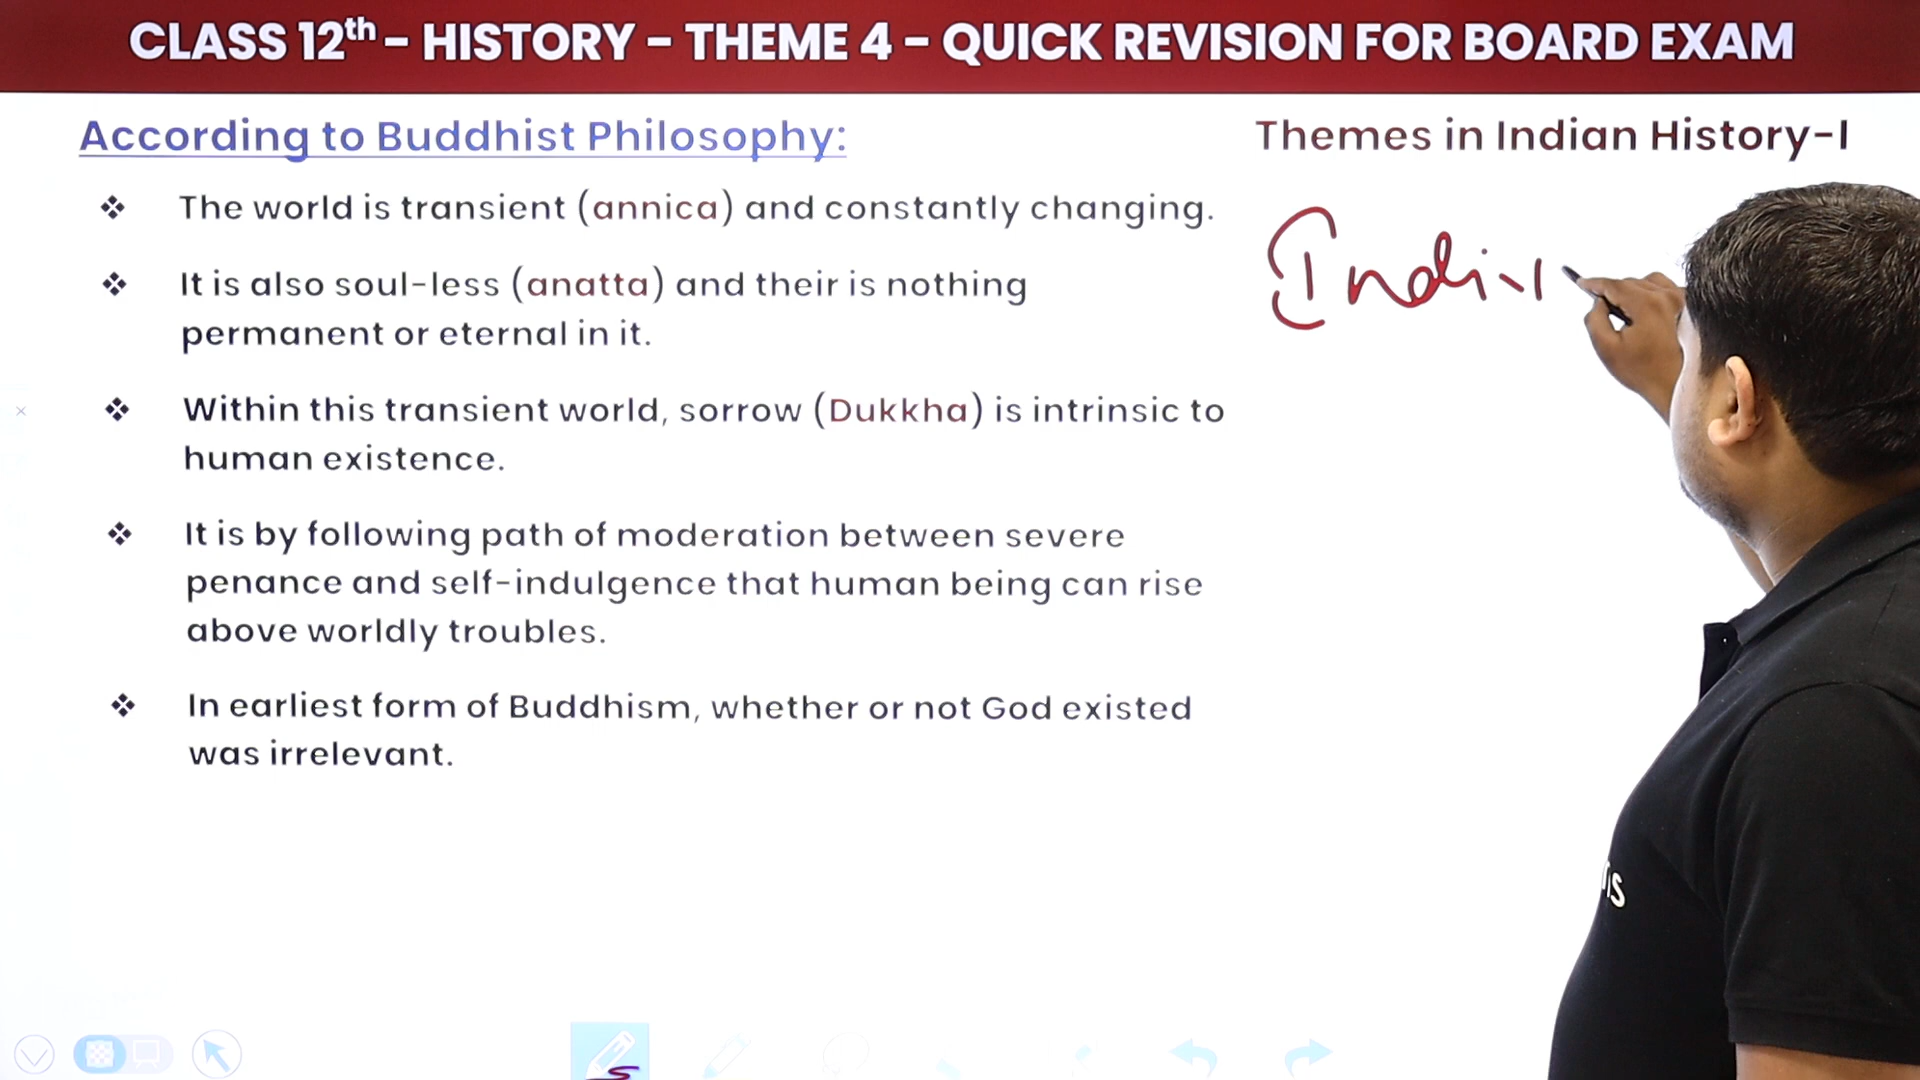 CLASS 12th - HISTORY - THEME 4 - QUICK REVISION FOR BOARD EXAM
According to Buddhist Philosophy:
Themes in Indian History-I
❖ The world is transient (annica) and constantly changing.
❖ It is also soul-less (anatta) and their is nothing
permanent or eternal in it.
❖ Within this transient world, sorrow (Dukkha) is intrinsic to
human existence.
❖ It is by following path of moderation between severe
penance and self-indulgence that human being can rise
above worldly troubles.
❖ In earliest form of Buddhism, whether or not God existed
was irrelevant.